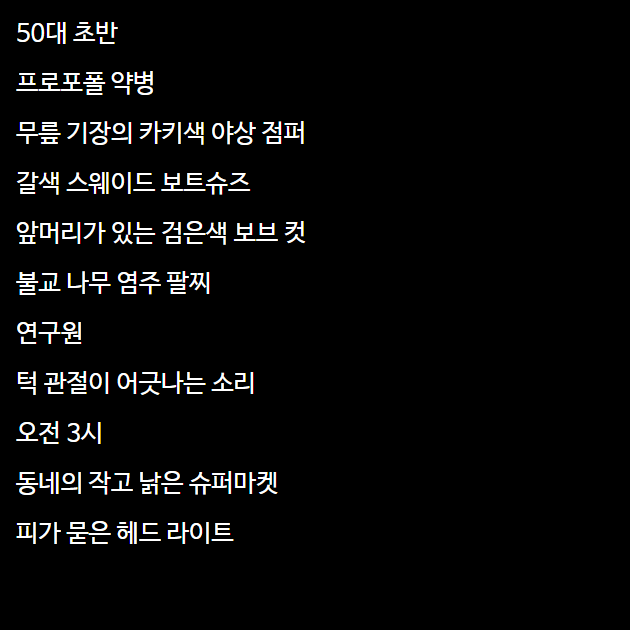 50대 초반
프로포폴 약병
무릎 기장의 카키색 야상 점퍼
갈색 스웨이드 보트슈즈
앞머리가 있는 검은색 보브 컷
불교 나무 염주 팔찌
연구원
턱 관절이 어긋나는 소리
오전 3시
동네의 작고 낡은 슈퍼마켓
피가 묻은 헤드 라이트